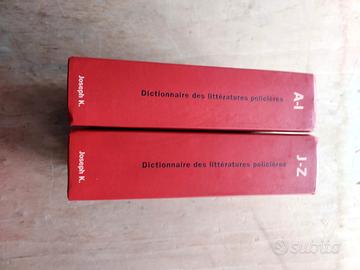 Joseph K. Dictionnaire des littératures policières A-I
Joseph K. Dictionnaire des littératures policières J-Z
subito